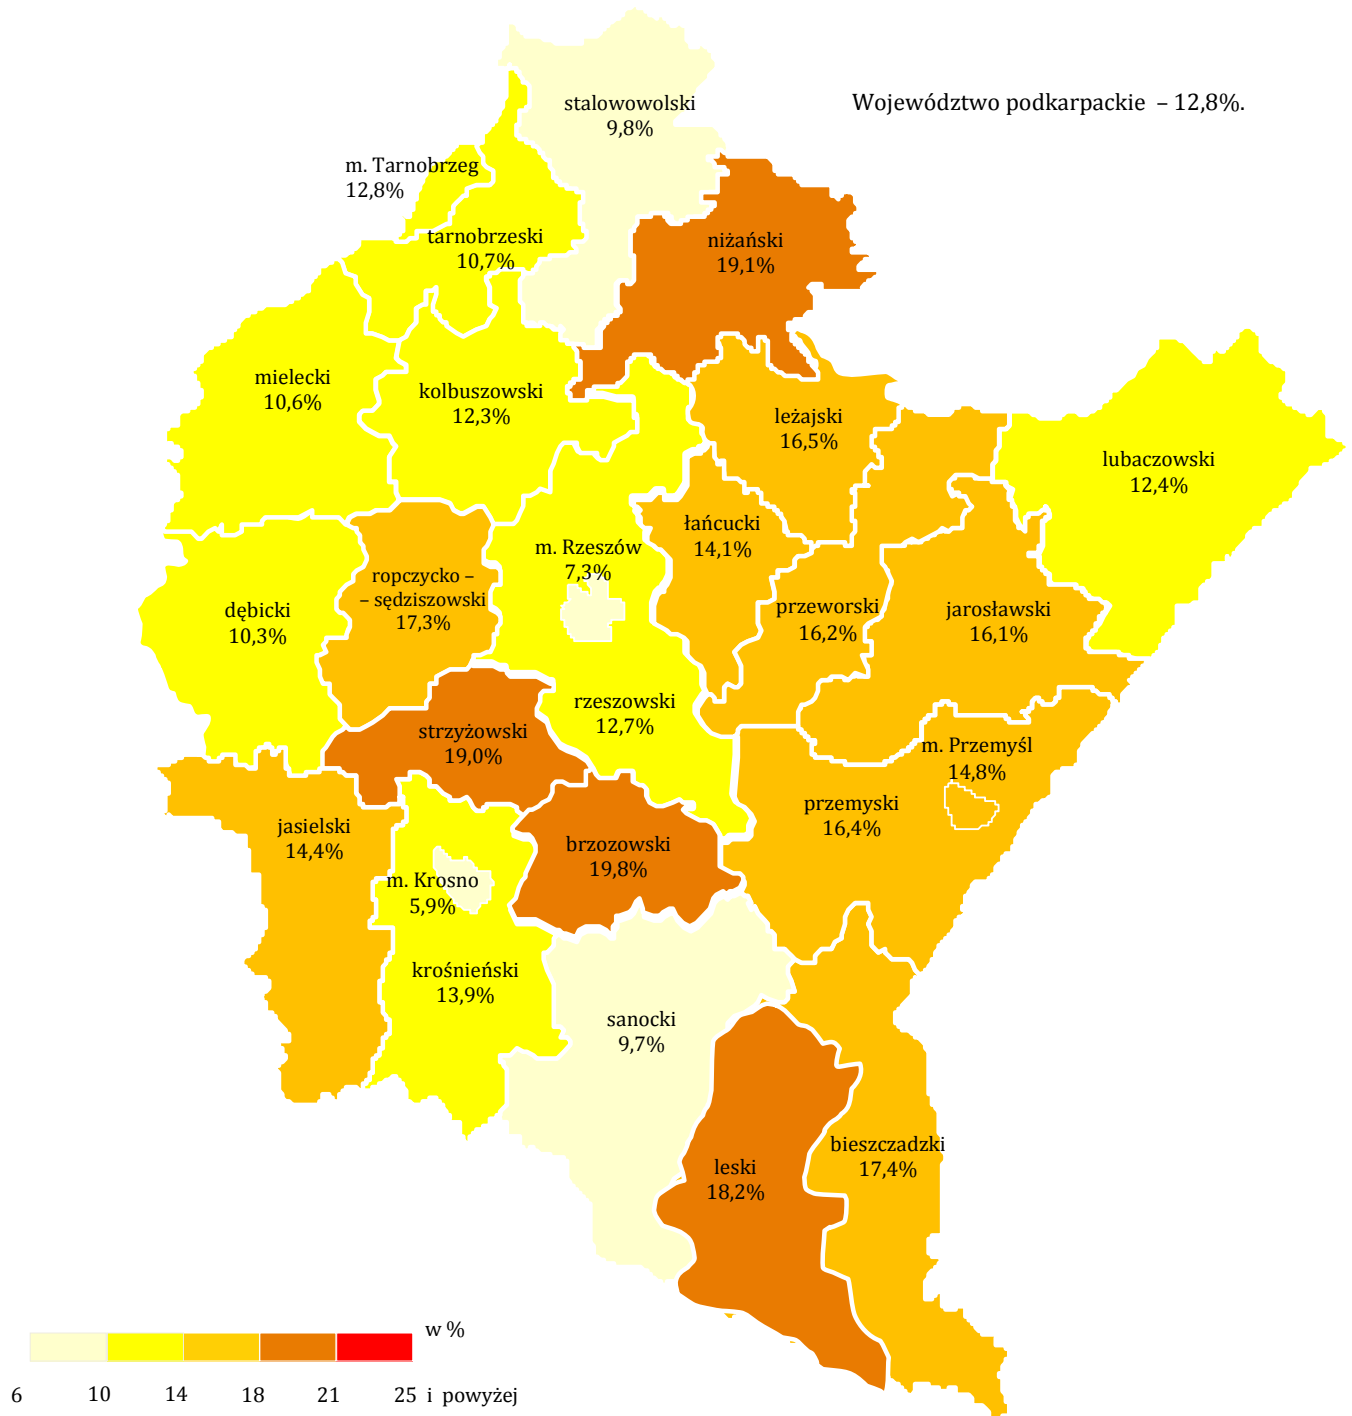 stalowowolski
9,8%
Województwo podkarpackie – 12,8%.
m. Tarnobrzeg
12,8%
tarnobrzeski
10,7%
niżański
19,1%
mielecki
10,6%
kolbuszowski
12,3%
leżajski
16,5%
lubaczowski
12,4%
łańcucki
14,1%
m. Rzeszów
7,3%
ropczycko –
– sędziszowski
17,3%
dębicki
10,3%
przeworski
16,2%
jarosławski
16,1%
rzeszowski
12,7%
strzyżowski
19,0%
m. Przemyśl
14,8%
przemyski
16,4%
jasielski
14,4%
brzozowski
19,8%
m. Krosno
5,9%
krośnieński
13,9%
sanocki
9,7%
bieszczadzki
17,4%
leski
18,2%
w %
6 10 14 18 21 25 i powyżej